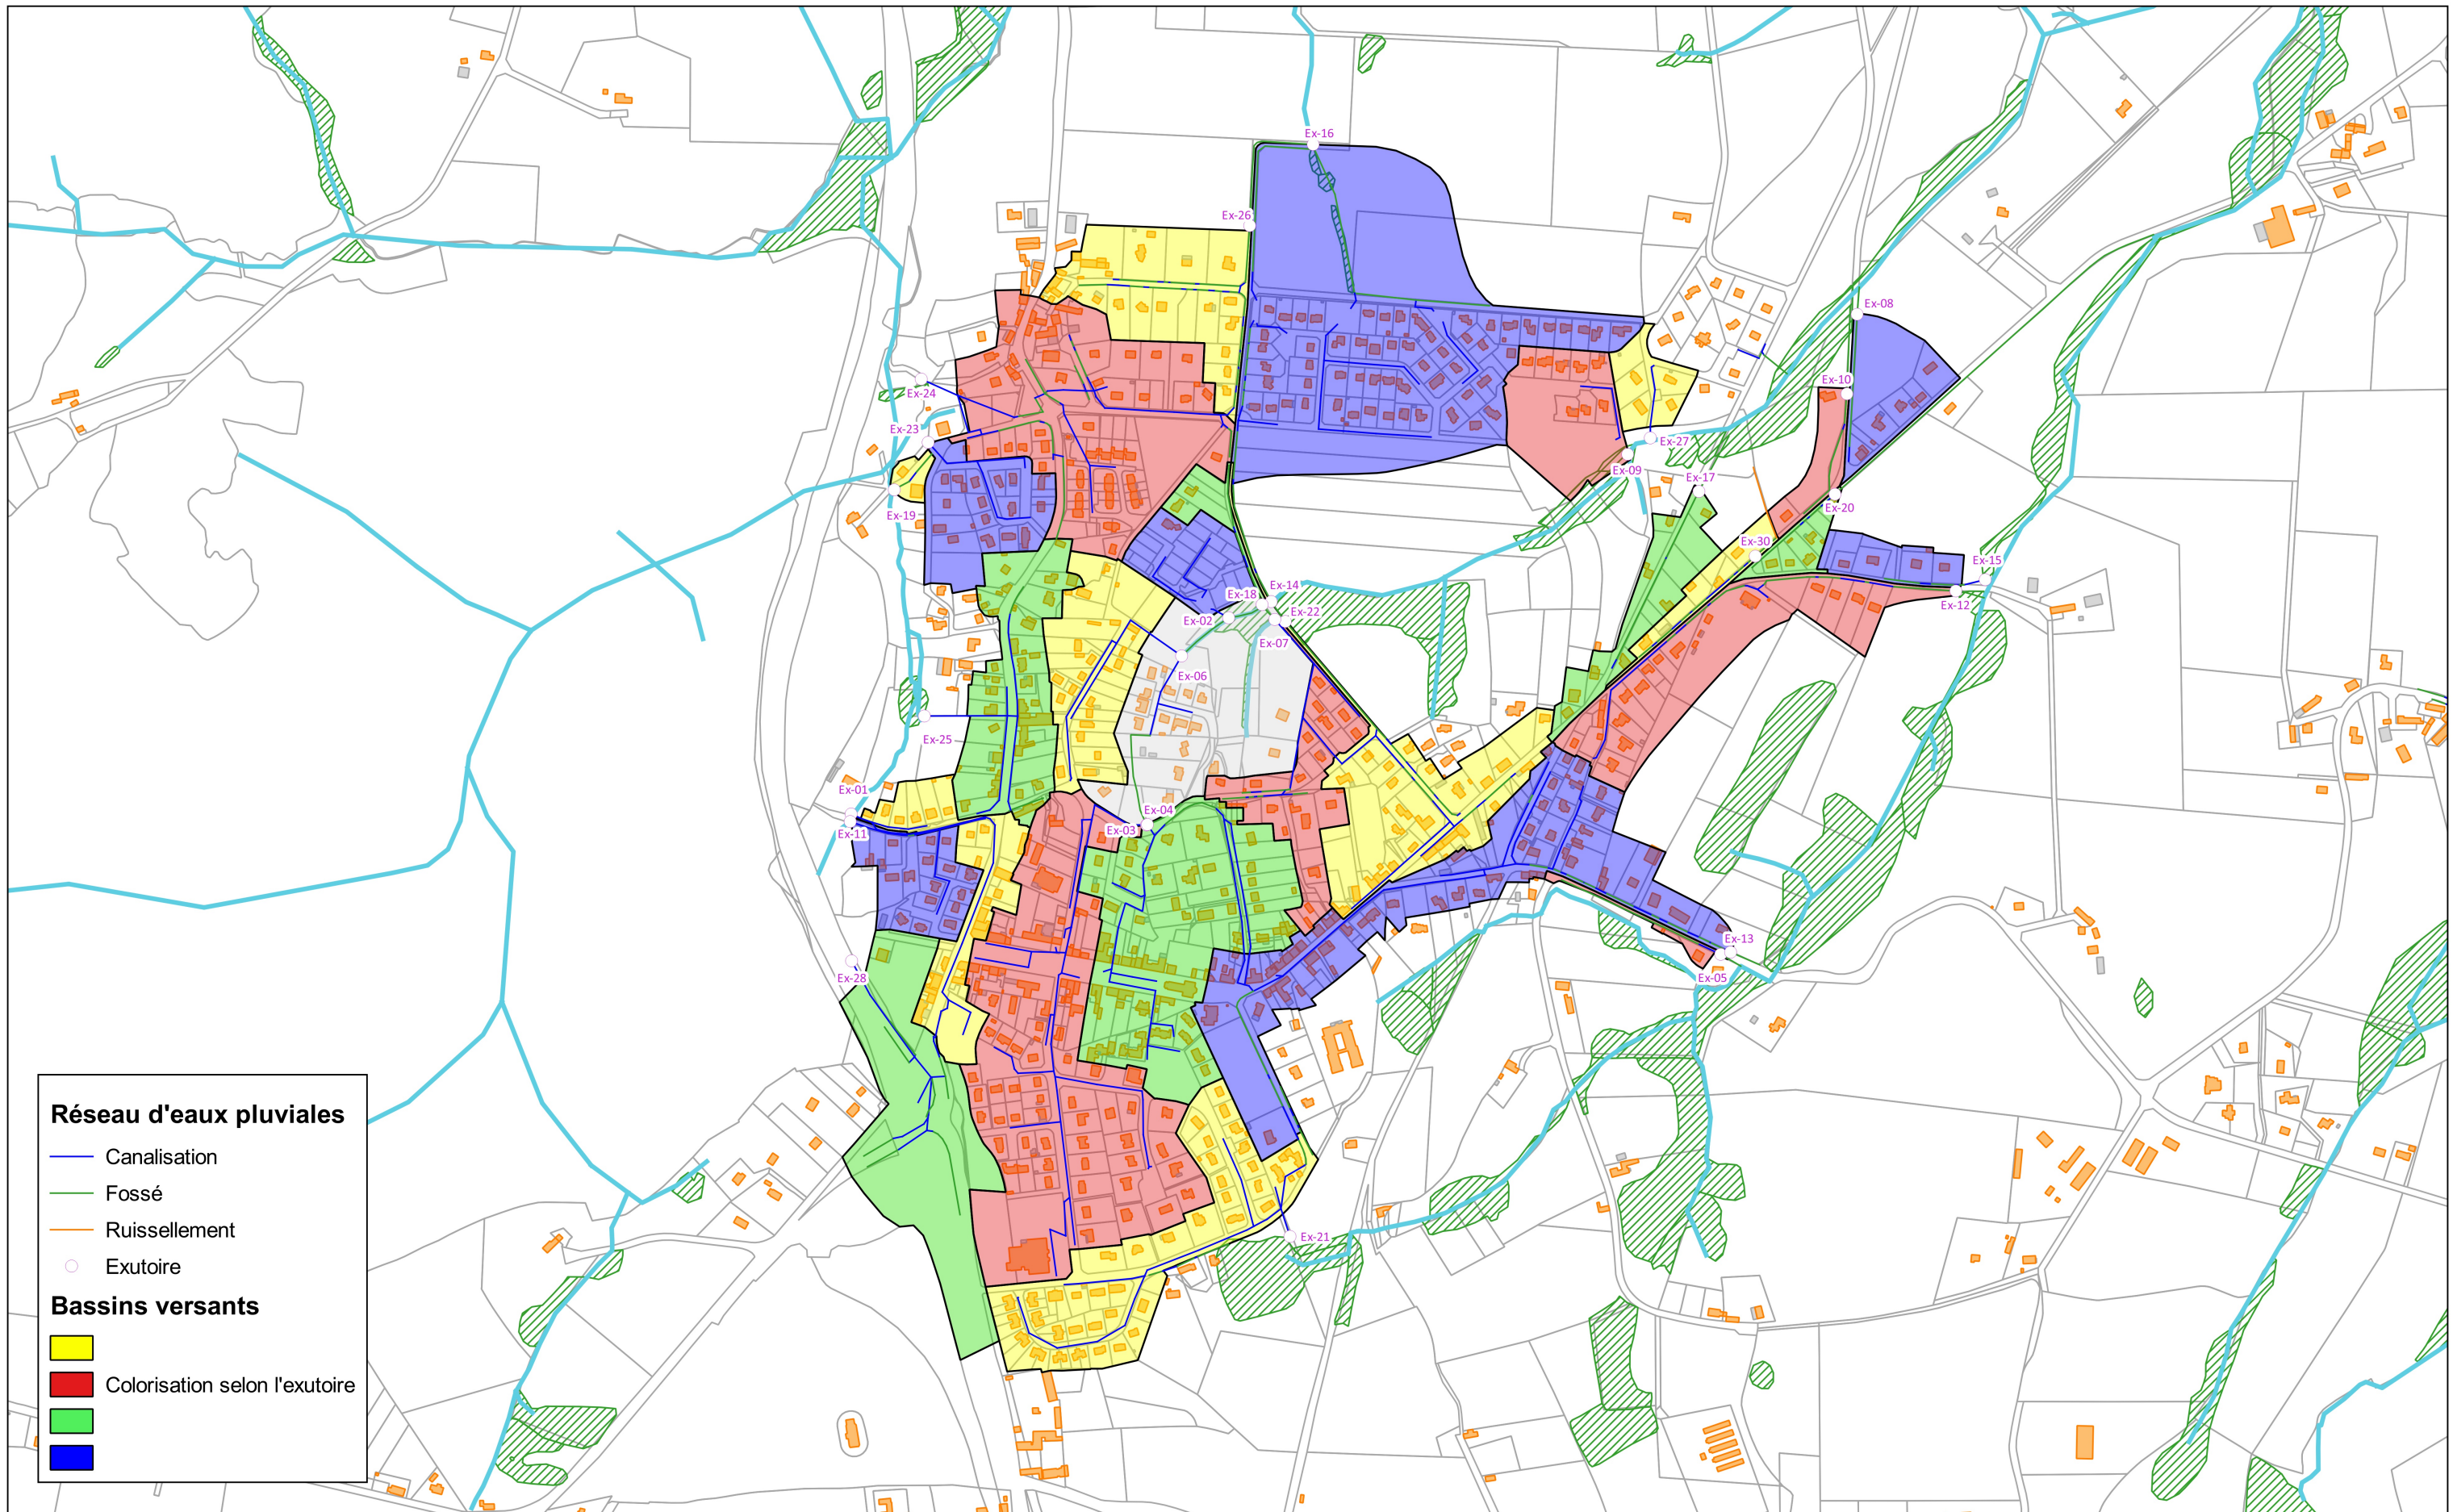 Ex-16
Ex-26
Ex-08
Ex-10
Ex-24
Ex-23
Ex-27
Ex-09
Ex-17
Ex-19
Ex-20
Ex-30
Ex-15
Ex-14
Ex-18
Ex-12
Ex-22
Ex-02
Ex-07
Ex-06
Ex-25
Ex-01
Ex-04
Ex-11
Ex-03
Ex-13
Ex-28
Ex-05
Ex-21
Réseau d'eaux pluviales
Canalisation
Fossé
Ruissellement
Exutoire
Bassins versants
Colorisation selon l'exutoire